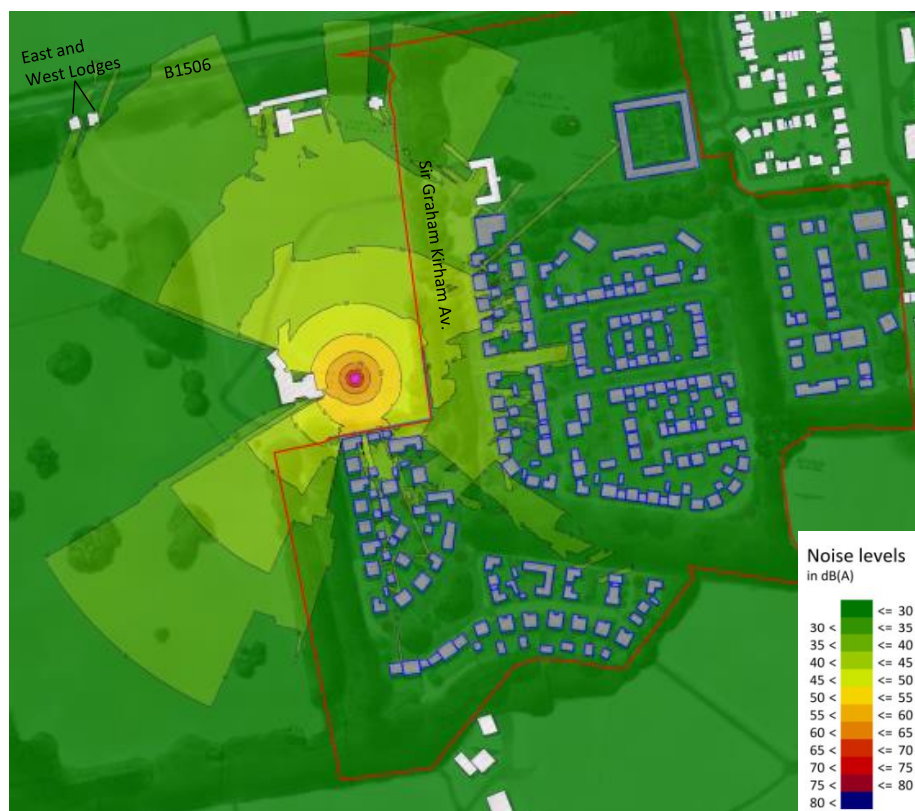 East and
West Lodges
B1506
Sir Graham Kirham Av.
Noise levels
in dB(A)
<= 30
30 < <= 35
35 < <= 40
40 < <= 45
45 < <= 50
50 < <= 55
55 < <= 60
60 < <= 65
65 < <= 70
70 < <= 75
75 < <= 80
80 <